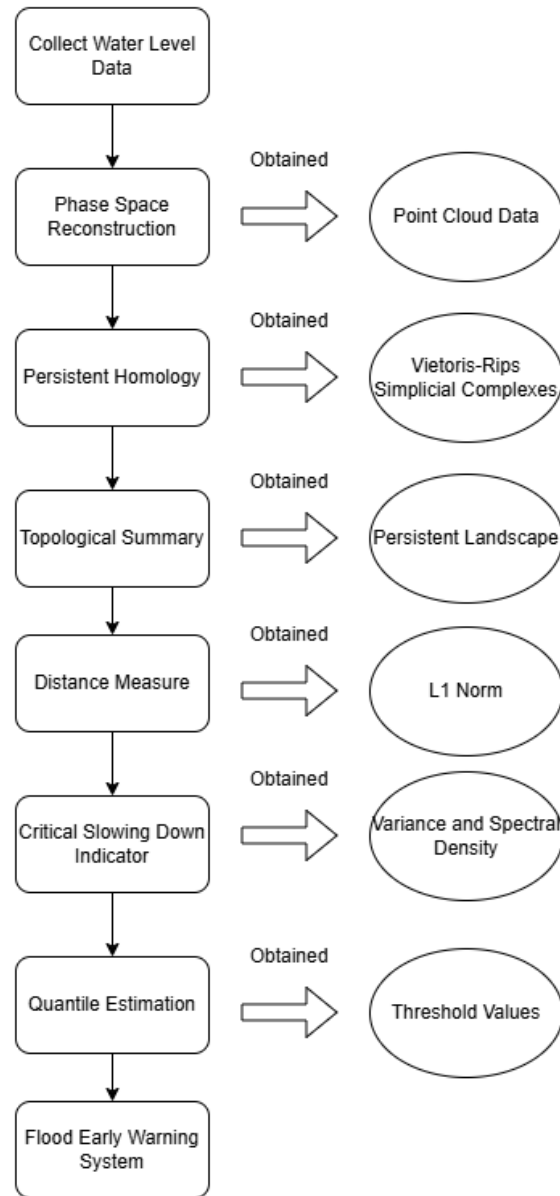 Collect Water Level
Data
Obtained
Phase Space
Reconstruction
Point Cloud Data
Obtained
Persistent Homology
Vietoris-Rips
Simplicial Complexes
Obtained
Topological Summary
Persistent Landscape
Obtained
Distance Measure
L1 Norm
Obtained
Critical Slowing Down
Indicator
Variance and Spectral
Density
Obtained
Quantile Estimation
Threshold Values
Flood Early Warning
System